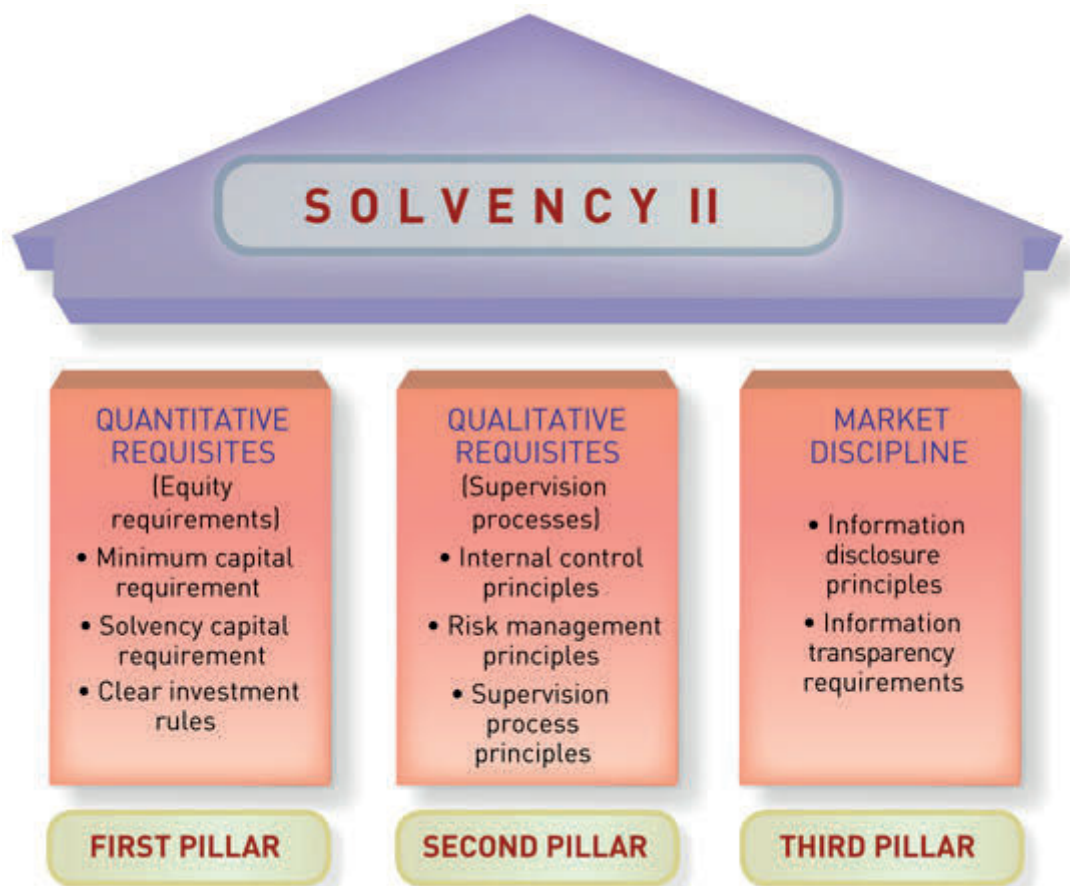 SOLVENCY II
QUANTITATIVE
REQUISITES
(Equity
requirements)
• Minimum capital
requirement
• Solvency capital
requirement
• Clear investment
rules
QUALITATIVE
REQUISITES
(Supervision
processes)
• Internal control
principles
• Risk management
principles
• Supervision
process
principles
MARKET
DISCIPLINE
• Information
disclosure
principles
• Information
transparency
requirements
FIRST PILLAR
SECOND PILLAR
THIRD PILLAR